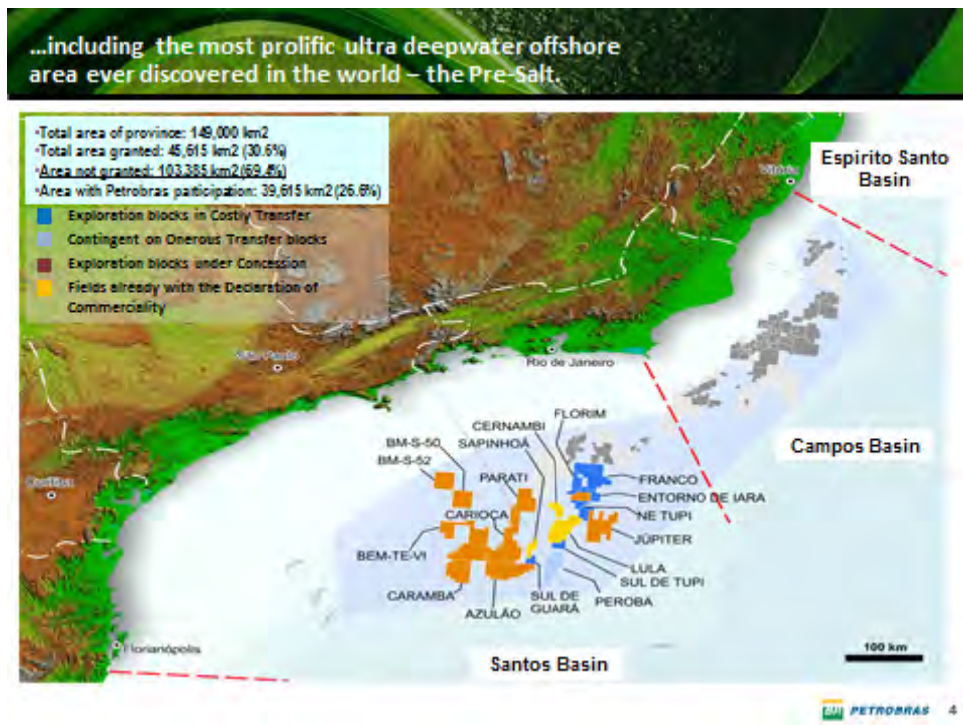 ...including the most prolific ultra deepwater offshore
area ever discovered in the world – the Pre-Salt.
•Total area of province: 149,000 km2
•Total area granted: 45,615 km2 (30.6%)
•Area not granted: 103,385 km2 (69.4%)
•Area with Petrobras participation: 39,615 km2 (26.6%)
Exploration blocks in Costly Transfer
Contingent on Onerous Transfer blocks
Exploration blocks under Concession
Fields already with the Declaration of
Commerciality
Espirito Santo
Basin
Vitória
São Paulo
Rio de Janeiro
Curitiba
Florianópolis
FLORIM
CERNAMBI
SAPINHOÁ
BM-S-50
BM-S-52
PARATI
CARIOCA
BEM-TE-VI
CARAMBA
AZULÃO
SUL DE
GUARÁ
PEROBA
SUL DE TUPI
LULA
JÚPITER
NE TUPI
ENTORNO DE IARA
FRANCO
Campos Basin
Santos Basin
100 km
BR PETROBRAS 4